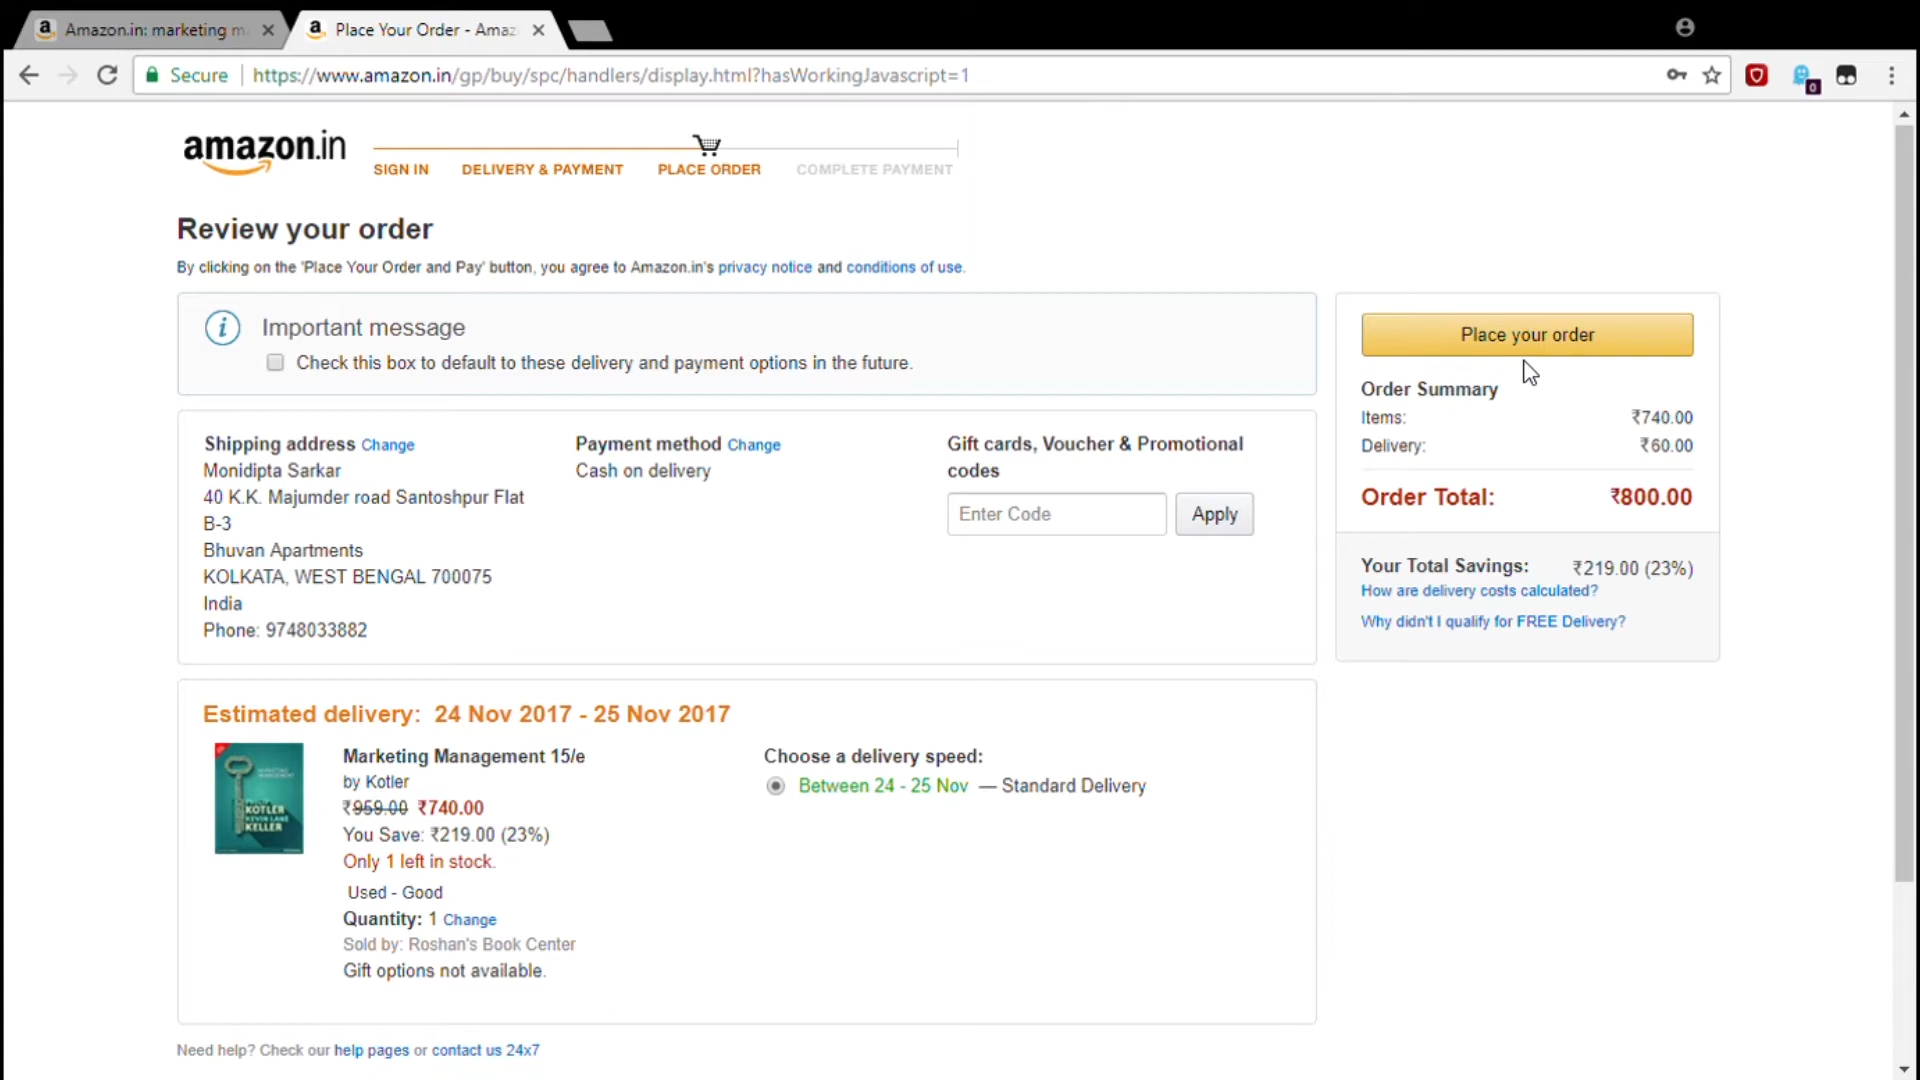 Amazon.in: marketing m
Place Your Order - Amaz
Secure
https://www.amazon.in/gp/buy/spc/handlers/display.html?hasWorkingJavascript=1
0
amazon.in
SIGN IN
DELIVERY & PAYMENT
PLACE ORDER
COMPLETE PAYMENT
Review your order
By clicking on the 'Place Your Order and Pay' button, you agree to Amazon.in's privacy notice and conditions of use.
Important message
Check this box to default to these delivery and payment options in the future.
Shipping address Change
Monidipta Sarkar
40 K.K. Majumder road Santoshpur Flat
B-3
Bhuvan Apartments
KOLKATA, WEST BENGAL 700075
India
Phone: 9748033882
Payment method Change
Cash on delivery
Gift cards, Voucher & Promotional
codes
Enter Code
Apply
Place your order
Order Summary
Items: ₹740.00
Delivery: ₹60.00
Order Total: ₹800.00
Your Total Savings: ₹219.00 (23%)
How are delivery costs calculated?
Why didn't I qualify for FREE Delivery?
Estimated delivery: 24 Nov 2017 - 25 Nov 2017
KOTLER
KEVIN LANE
KELLER
Marketing Management 15/e
by Kotler
₹959.00 ₹740.00
You Save: ₹219.00 (23%)
Only 1 left in stock.
Used - Good
Quantity: 1 Change
Sold by: Roshan's Book Center
Gift options not available.
Choose a delivery speed:
Between 24 - 25 Nov — Standard Delivery
Need help? Check our help pages or contact us 24x7